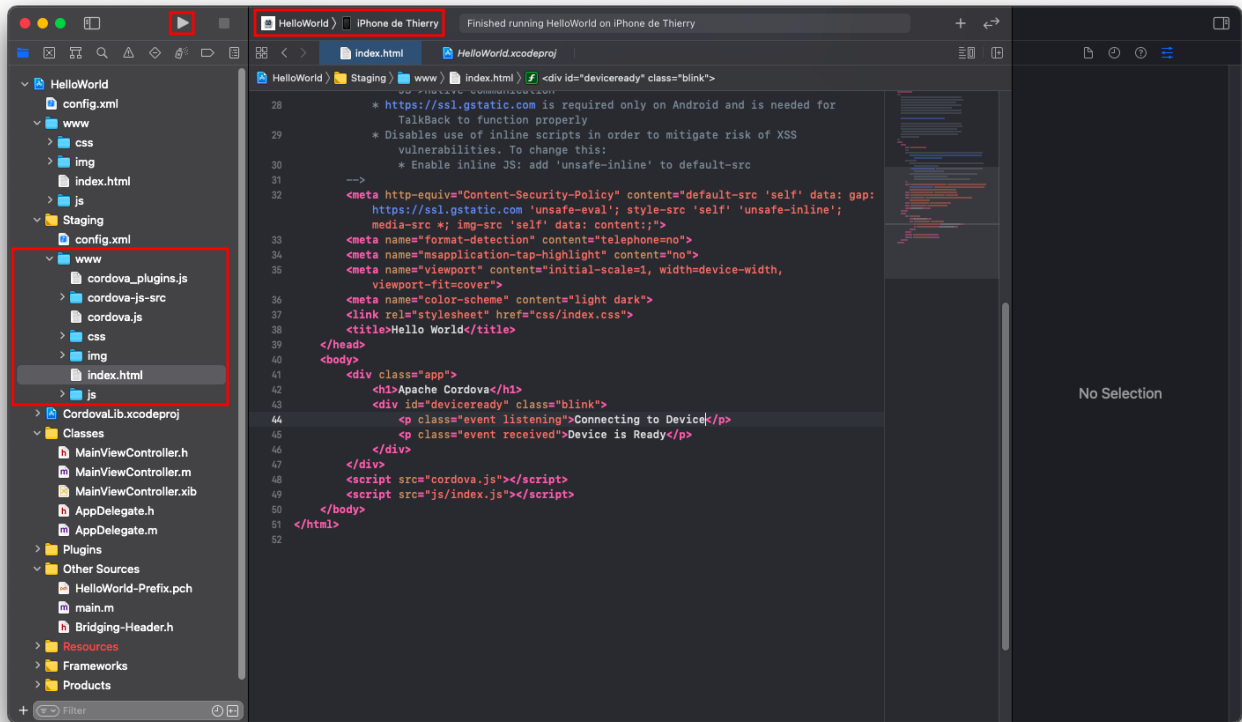 HelloWorld
iPhone de Thierry
Finished running HelloWorld on iPhone de Thierry
index.html
HelloWorld.xcodeproj
HelloWorld
Staging
www
index.html
<div id="deviceready" class="blink">
HelloWorld
config.xml
www
css
img
index.html
js
Staging
config.xml
www
cordova_plugins.js
cordova-js-src
cordova.js
css
img
index.html
js
CordovaLib.xcodeproj
Classes
MainViewController.h
MainViewController.m
MainViewController.xib
AppDelegate.h
AppDelegate.m
Plugins
Other Sources
HelloWorld-Prefix.pch
main.m
Bridging-Header.h
Resources
Frameworks
Products
Filter
JS->native communication
28 * https://ssl.gstatic.com is required only on Android and is needed for
TalkBack to function properly
29 * Disables use of inline scripts in order to mitigate risk of XSS
vulnerabilities. To change this:
30 * Enable inline JS: add 'unsafe-inline' to default-src
31 -->
32 <meta http-equiv="Content-Security-Policy" content="default-src 'self' data: gap:
https://ssl.gstatic.com 'unsafe-eval'; style-src 'self' 'unsafe-inline';
media-src *; img-src 'self' data: content:;">
33 <meta name="format-detection" content="telephone=no">
34 <meta name="msapplication-tap-highlight" content="no">
35 <meta name="viewport" content="initial-scale=1, width=device-width,
viewport-fit=cover">
36 <meta name="color-scheme" content="light dark">
37 <link rel="stylesheet" href="css/index.css">
38 <title>Hello World</title>
39 </head>
40 <body>
41 <div class="app">
42 <h1>Apache Cordova</h1>
43 <div id="deviceready" class="blink">
44 <p class="event listening">Connecting to Device</p>
45 <p class="event received">Device is Ready</p>
46 </div>
47 </div>
48 <script src="cordova.js"></script>
49 <script src="js/index.js"></script>
50 </body>
51 </html>
52
No Selection